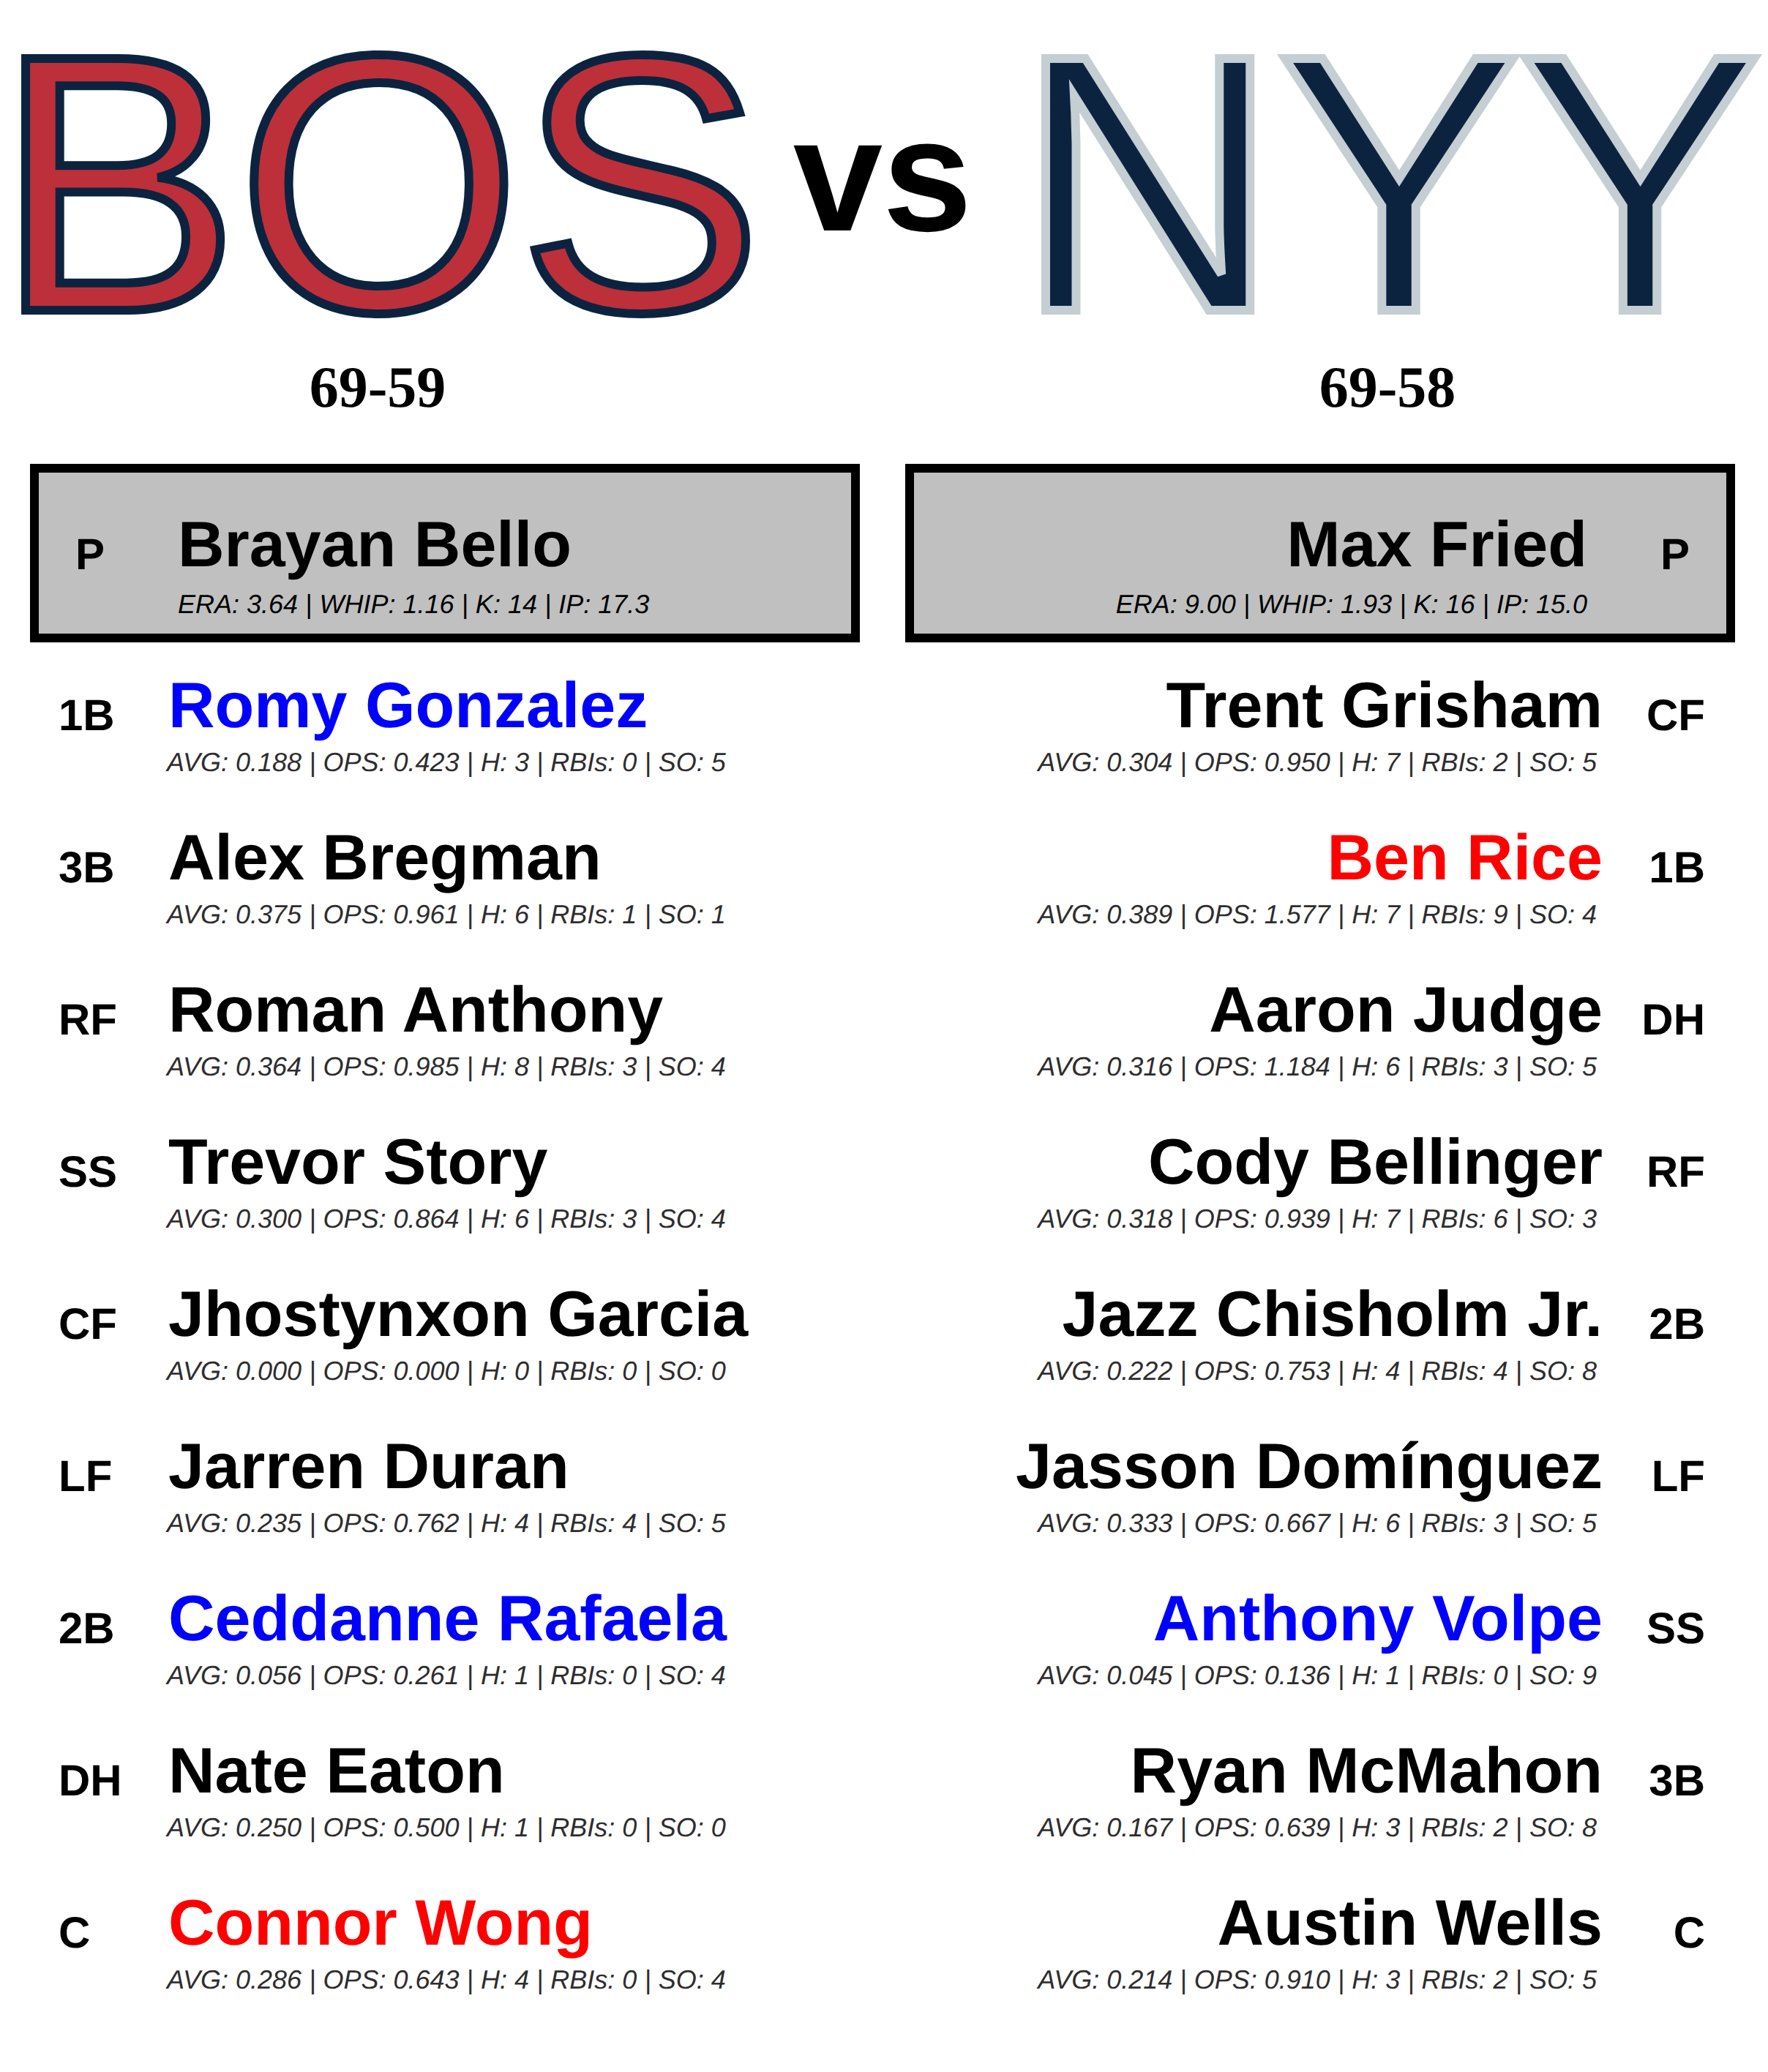 BOS vs NYY
69-59
69-58
P Brayan Bello
ERA: 3.64 | WHIP: 1.16 | K: 14 | IP: 17.3
Max Fried P
ERA: 9.00 | WHIP: 1.93 | K: 16 | IP: 15.0
1B Romy Gonzalez
AVG: 0.188 | OPS: 0.423 | H: 3 | RBIs: 0 | SO: 5
3B Alex Bregman
AVG: 0.375 | OPS: 0.961 | H: 6 | RBIs: 1 | SO: 1
RF Roman Anthony
AVG: 0.364 | OPS: 0.985 | H: 8 | RBIs: 3 | SO: 4
SS Trevor Story
AVG: 0.300 | OPS: 0.864 | H: 6 | RBIs: 3 | SO: 4
CF Jhostynxon Garcia
AVG: 0.000 | OPS: 0.000 | H: 0 | RBIs: 0 | SO: 0
LF Jarren Duran
AVG: 0.235 | OPS: 0.762 | H: 4 | RBIs: 4 | SO: 5
2B Ceddanne Rafaela
AVG: 0.056 | OPS: 0.261 | H: 1 | RBIs: 0 | SO: 4
DH Nate Eaton
AVG: 0.250 | OPS: 0.500 | H: 1 | RBIs: 0 | SO: 0
C Connor Wong
AVG: 0.286 | OPS: 0.643 | H: 4 | RBIs: 0 | SO: 4
Trent Grisham CF
AVG: 0.304 | OPS: 0.950 | H: 7 | RBIs: 2 | SO: 5
Ben Rice 1B
AVG: 0.389 | OPS: 1.577 | H: 7 | RBIs: 9 | SO: 4
Aaron Judge DH
AVG: 0.316 | OPS: 1.184 | H: 6 | RBIs: 3 | SO: 5
Cody Bellinger RF
AVG: 0.318 | OPS: 0.939 | H: 7 | RBIs: 6 | SO: 3
Jazz Chisholm Jr. 2B
AVG: 0.222 | OPS: 0.753 | H: 4 | RBIs: 4 | SO: 8
Jasson Domínguez LF
AVG: 0.333 | OPS: 0.667 | H: 6 | RBIs: 3 | SO: 5
Anthony Volpe SS
AVG: 0.045 | OPS: 0.136 | H: 1 | RBIs: 0 | SO: 9
Ryan McMahon 3B
AVG: 0.167 | OPS: 0.639 | H: 3 | RBIs: 2 | SO: 8
Austin Wells C
AVG: 0.214 | OPS: 0.910 | H: 3 | RBIs: 2 | SO: 5